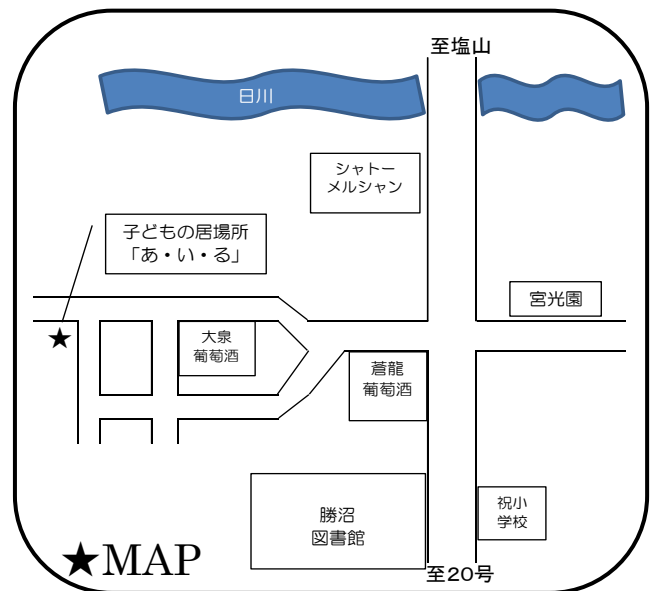 至塩山
日川
シャトー
メルシャン
子どもの居場所
「あ・い・る」
宮光園
★
大泉
葡萄酒
蒼龍
葡萄酒
勝沼
図書館
祝小
学校
★MAP
至20号